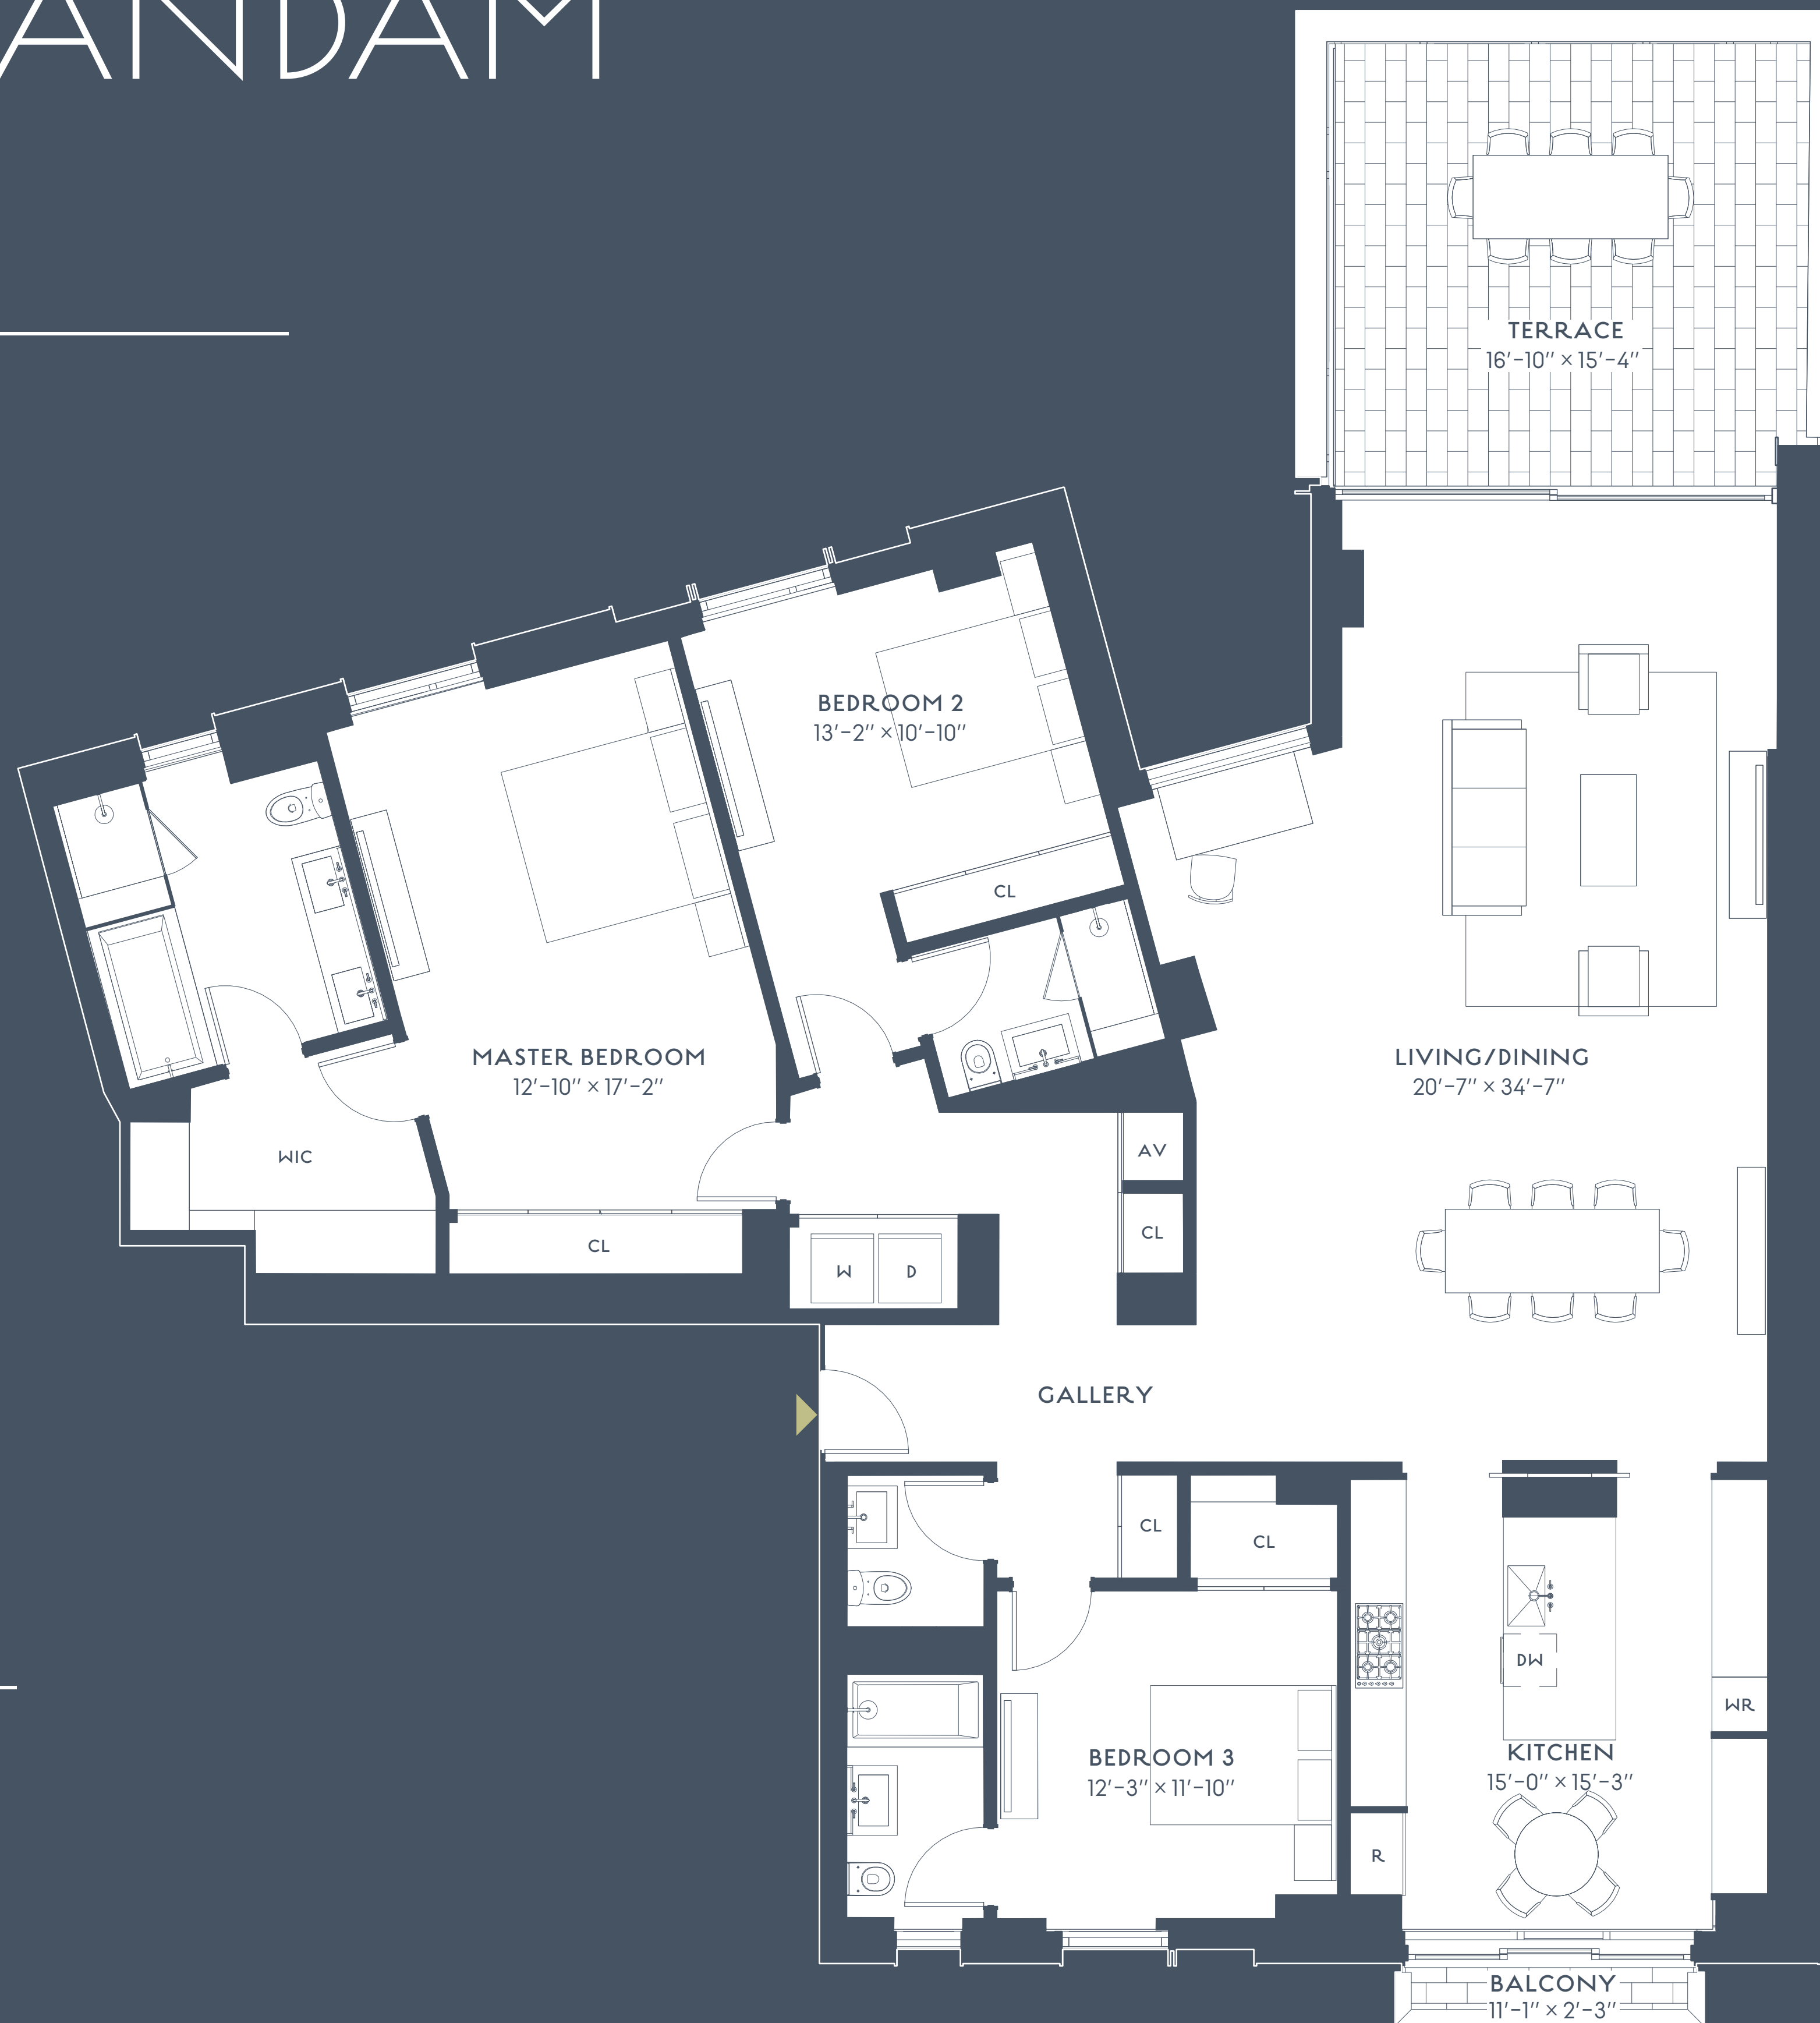 ANDAM
TERRACE
16'-10" × 15'-4"
BEDROOM 2
13'-2" × 10'-10"
CL
MASTER BEDROOM
12'-10" × 17'-2"
LIVING/DINING
20'-7" × 34'-7"
WIC
AV
CL
CL
W
D
GALLERY
CL
CL
DW
WR
KITCHEN
15'-0" × 15'-3"
BEDROOM 3
12'-3" × 11'-10"
R
BALCONY
11'-1" × 2'-3"